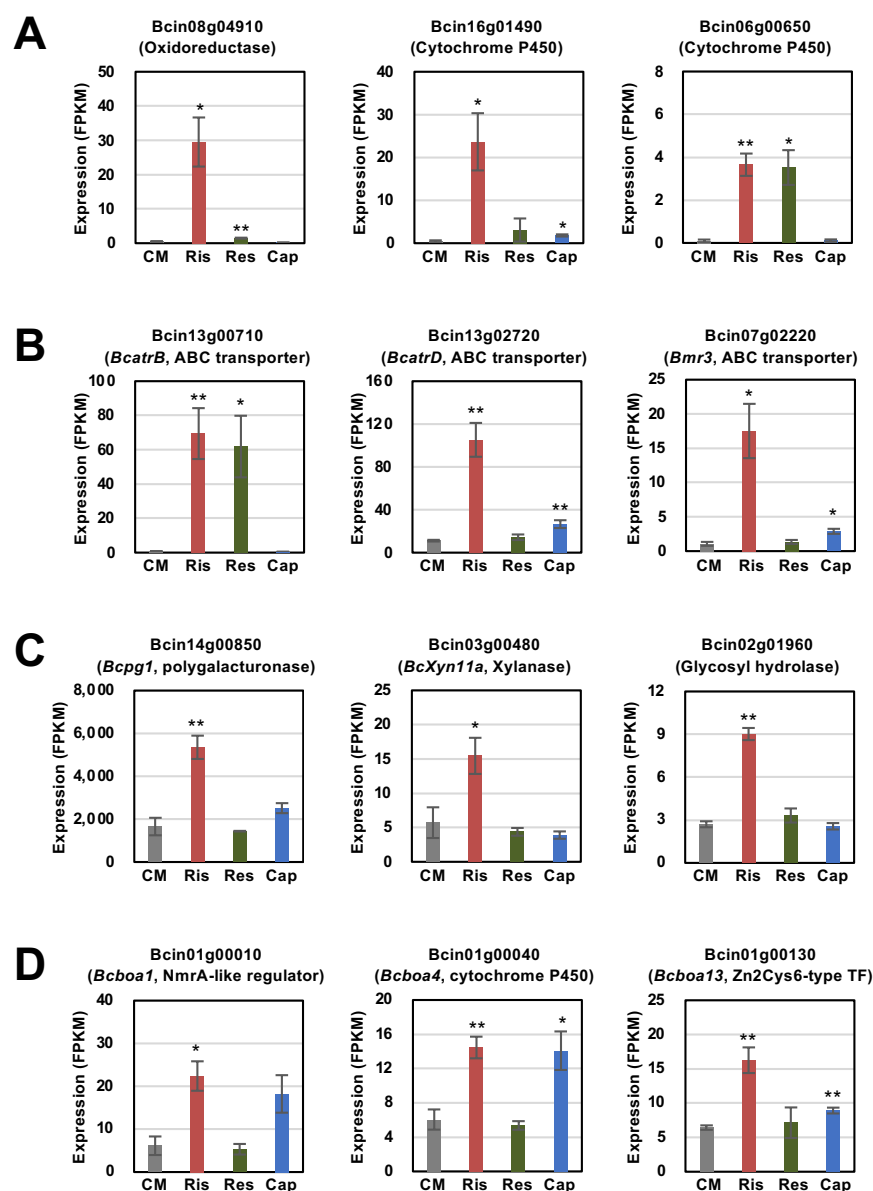 A
Bcin08g04910
(Oxidoreductase)
Expression (FPKM)
50
40
30
20
10
0
*
**
CM Ris Res Cap
Bcin16g01490
(Cytochrome P450)
Expression (FPKM)
40
30
20
10
0
*
*
CM Ris Res Cap
Bcin06g00650
(Cytochrome P450)
Expression (FPKM)
8
6
4
2
0
**
*
CM Ris Res Cap
B
Bcin13g00710
(BcatrB, ABC transporter)
Expression (FPKM)
100
80
60
40
20
0
**
*
CM Ris Res Cap
Bcin13g02720
(BcatrD, ABC transporter)
Expression (FPKM)
160
120
80
40
0
**
**
CM Ris Res Cap
Bcin07g02220
(Bmr3, ABC transporter)
Expression (FPKM)
25
20
15
10
5
0
*
*
CM Ris Res Cap
C
Bcin14g00850
(Bcpg1, polygalacturonase)
Expression (FPKM)
8,000
6,000
4,000
2,000
0
**
CM Ris Res Cap
Bcin03g00480
(BcXyn11a, Xylanase)
Expression (FPKM)
25
20
15
10
5
0
*
CM Ris Res Cap
Bcin02g01960
(Glycosyl hydrolase)
Expression (FPKM)
12
9
6
3
0
**
CM Ris Res Cap
D
Bcin01g00010
(Bcboa1, NmrA-like regulator)
Expression (FPKM)
40
30
20
10
0
*
CM Ris Res Cap
Bcin01g00040
(Bcboa4, cytochrome P450)
Expression (FPKM)
20
16
12
8
4
0
**
*
CM Ris Res Cap
Bcin01g00130
(Bcboa13, Zn2Cys6-type TF)
Expression (FPKM)
25
20
15
10
5
0
**
**
CM Ris Res Cap